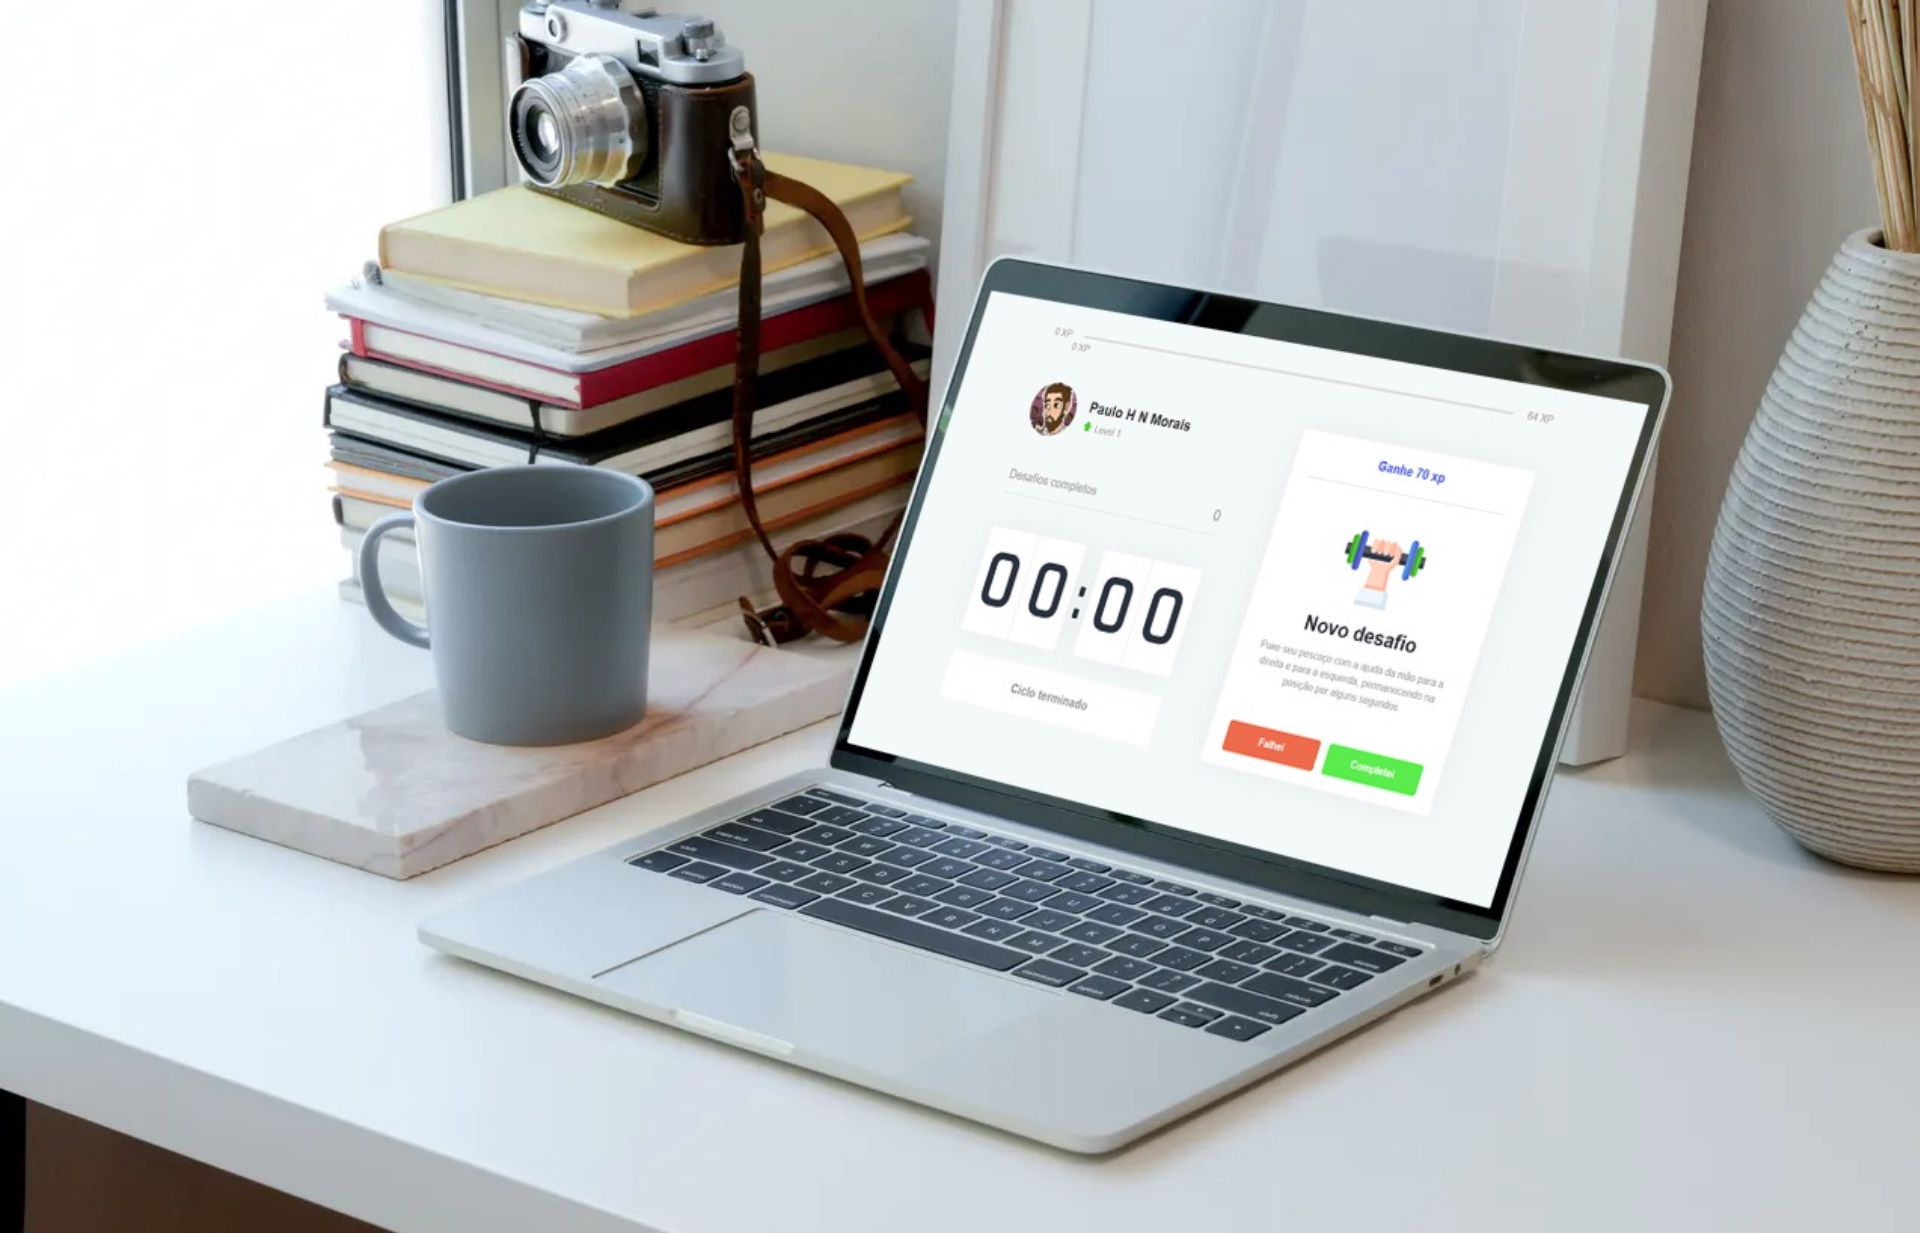 0 XP
0 XP
64 XP
Paulo H N Morais
Level 1
Desafios completos
0
00:00
Ciclo terminado
Ganhe 70 xp
Novo desafio
Puxe seu pescoço com a ajuda da mão para a
direita e para a esquerda, permanecendo na
posição por alguns segundos.
Falhei
Completei